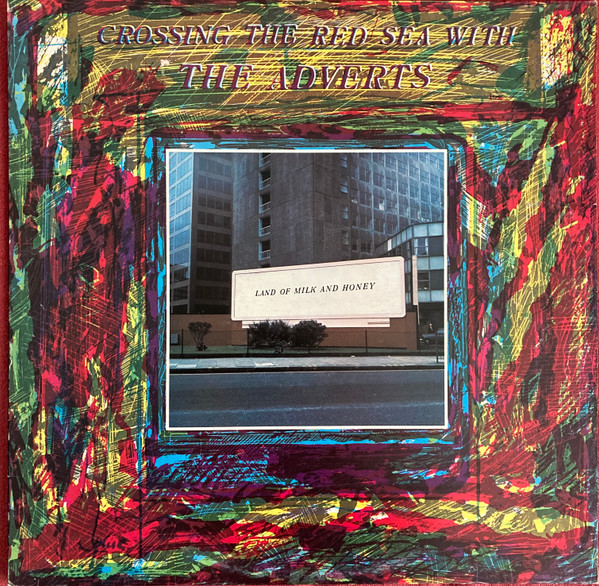 CROSSING THE RED SEA WITH
THE ADVERTS
LAND OF MILK AND HONEY